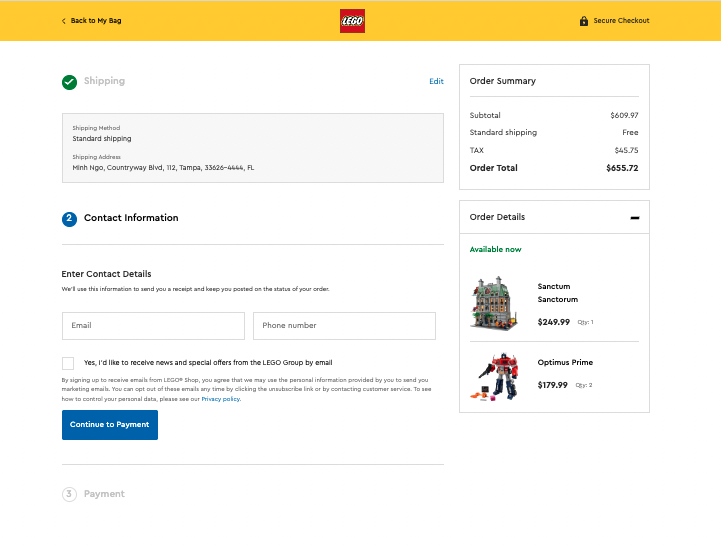 Back to My Bag
LEGO
Secure Checkout
Shipping
Edit
Shipping Method
Standard shipping
Shipping Address
Minh Ngo, Countryway Blvd, 112, Tampa, 33626-4444, FL
2 Contact Information
Enter Contact Details
We'll use this information to send you a receipt and keep you posted on the status of your order.
Email
Phone number
Yes, I'd like to receive news and special offers from the LEGO Group by email
By signing up to receive emails from LEGO® Shop, you agree that we may use the personal information provided by you to send you
marketing emails. You can opt out of these emails any time by clicking the unsubscribe link or by contacting customer service. To see
how to control your personal data, please see our Privacy policy.
Continue to Payment
3 Payment
Order Summary
Subtotal $609.97
Standard shipping Free
TAX $45.75
Order Total $655.72
Order Details
Available now
Sanctum
Sanctorum
$249.99 Qty: 1
Optimus Prime
$179.99 Qty: 2